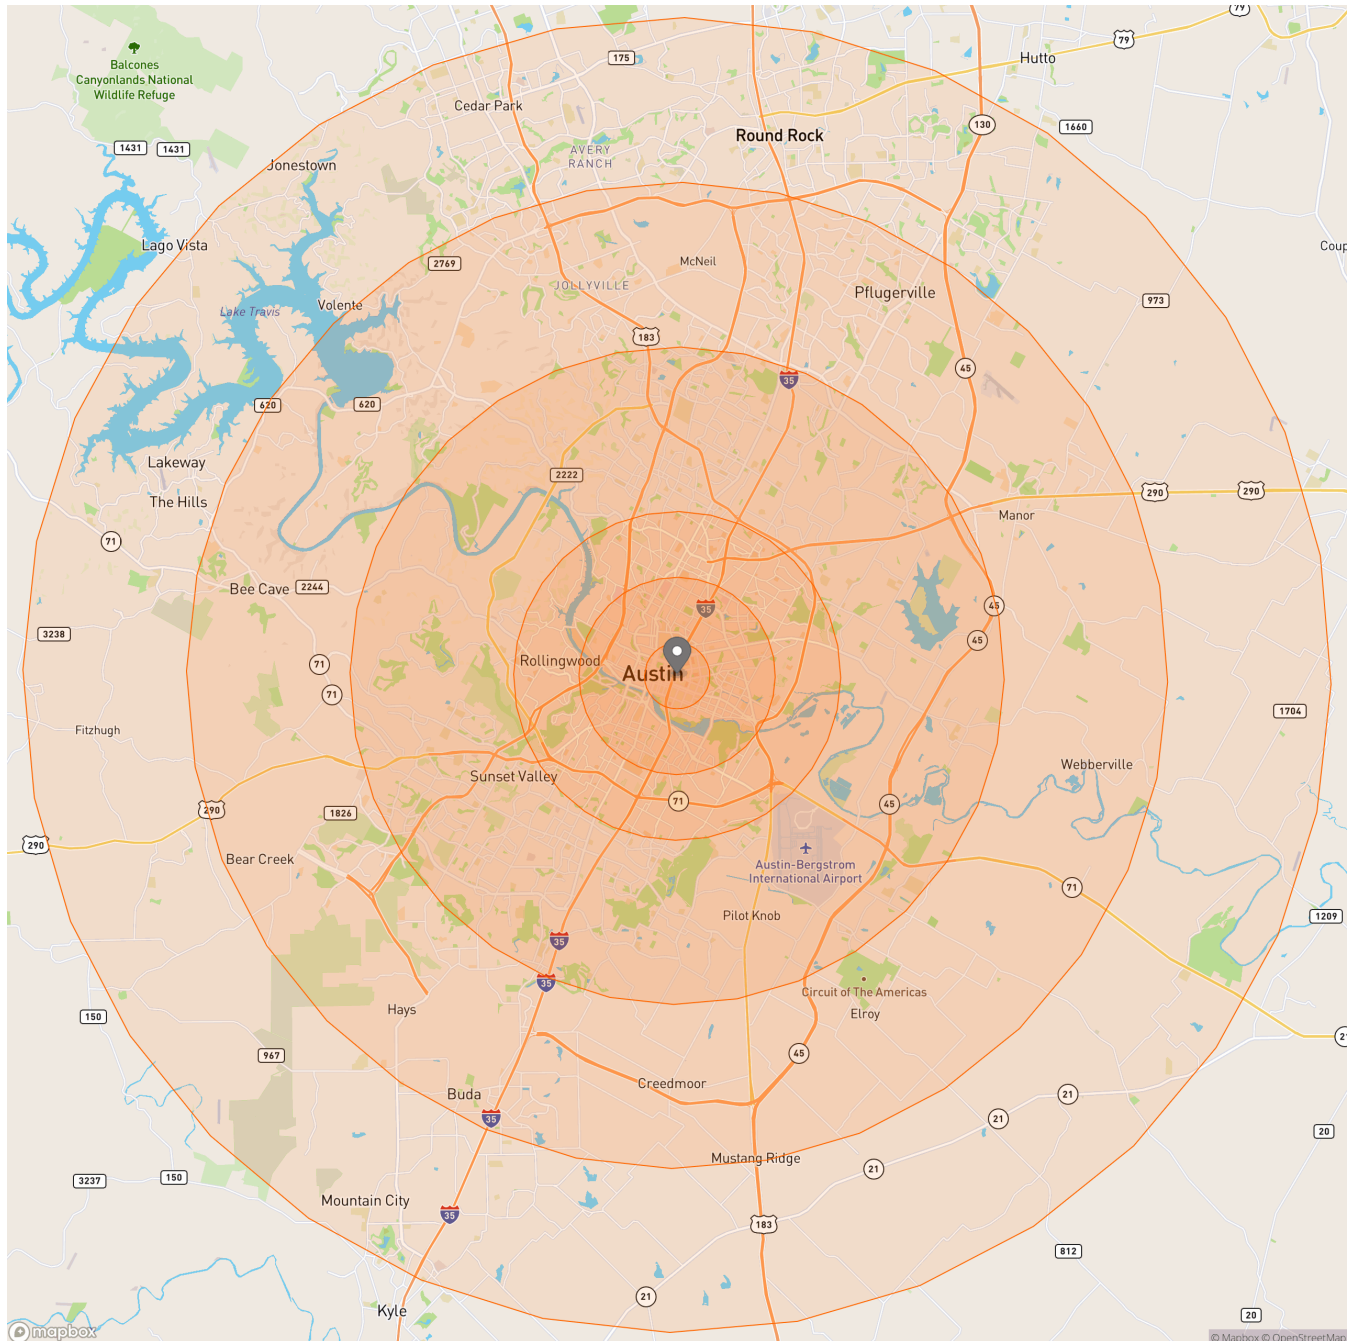 79
79
175
Hutto
Balcones
Canyonlands National
Wildlife Refuge
Cedar Park
130
1660
Round Rock
1431
1431
AVERY
RANCH
Jonestown
Lago Vista
Coup
2769
McNeil
JOLLYVILLE
Pflugerville
973
Volente
Lake Travis
183
45
35
620
620
Lakeway
2222
290
290
The Hills
Manor
71
Bee Cave
2244
35
45
3238
45
71
Rollingwood
Austin
71
1704
Fitzhugh
Webberville
Sunset Valley
71
45
290
1826
290
Bear Creek
Austin-Bergstrom
International Airport
71
Pilot Knob
1209
35
35
Circuit of The Americas
Hays
Elroy
150
21
967
45
Creedmoor
Buda
21
35
21
20
Mustang Ridge
21
3237
150
Mountain City
35
183
812
21
Kyle
20
mapbox
© Mapbox © OpenStreetMap